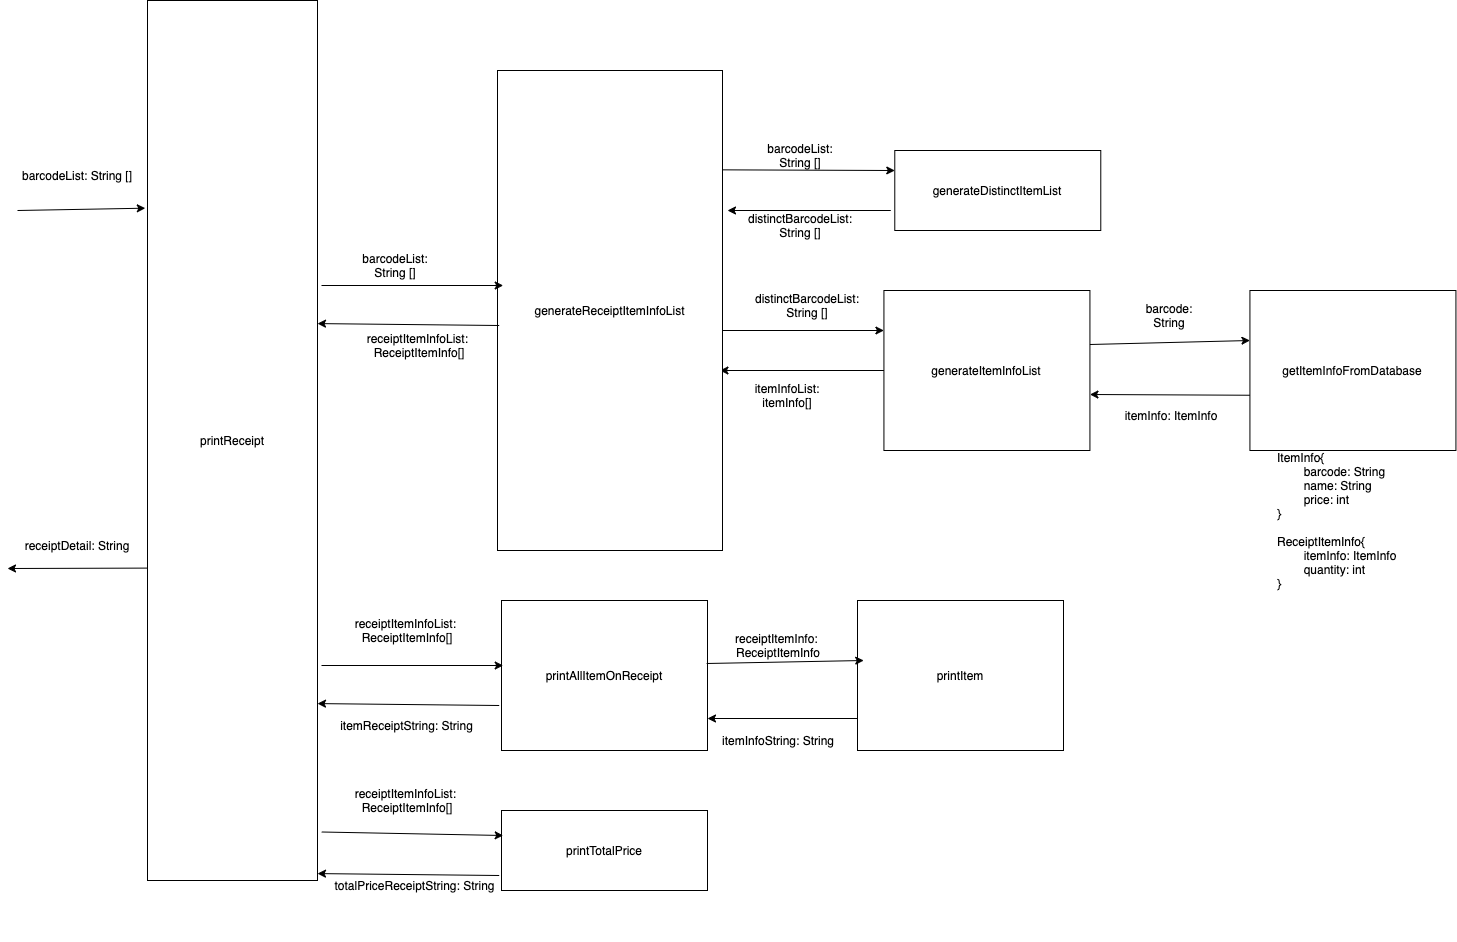 barcodeList: String []
printReceipt
receiptDetail: String
barcodeList:
String []
receiptItemInfoList:
ReceiptItemInfo[]
generateReceiptItemInfoList
barcodeList:
String []
distinctBarcodeList:
String []
generateDistinctItemList
distinctBarcodeList:
String []
itemInfoList:
itemInfo[]
generateItemInfoList
barcode:
String
itemInfo: ItemInfo
getItemInfoFromDatabase
ItemInfo{
barcode: String
name: String
price: int
}
ReceiptItemInfo{
itemInfo: ItemInfo
quantity: int
}
receiptItemInfoList:
ReceiptItemInfo[]
itemReceiptString: String
printAllItemOnReceipt
receiptItemInfo:
ReceiptItemInfo
itemInfoString: String
printItem
receiptItemInfoList:
ReceiptItemInfo[]
totalPriceReceiptString: String
printTotalPrice